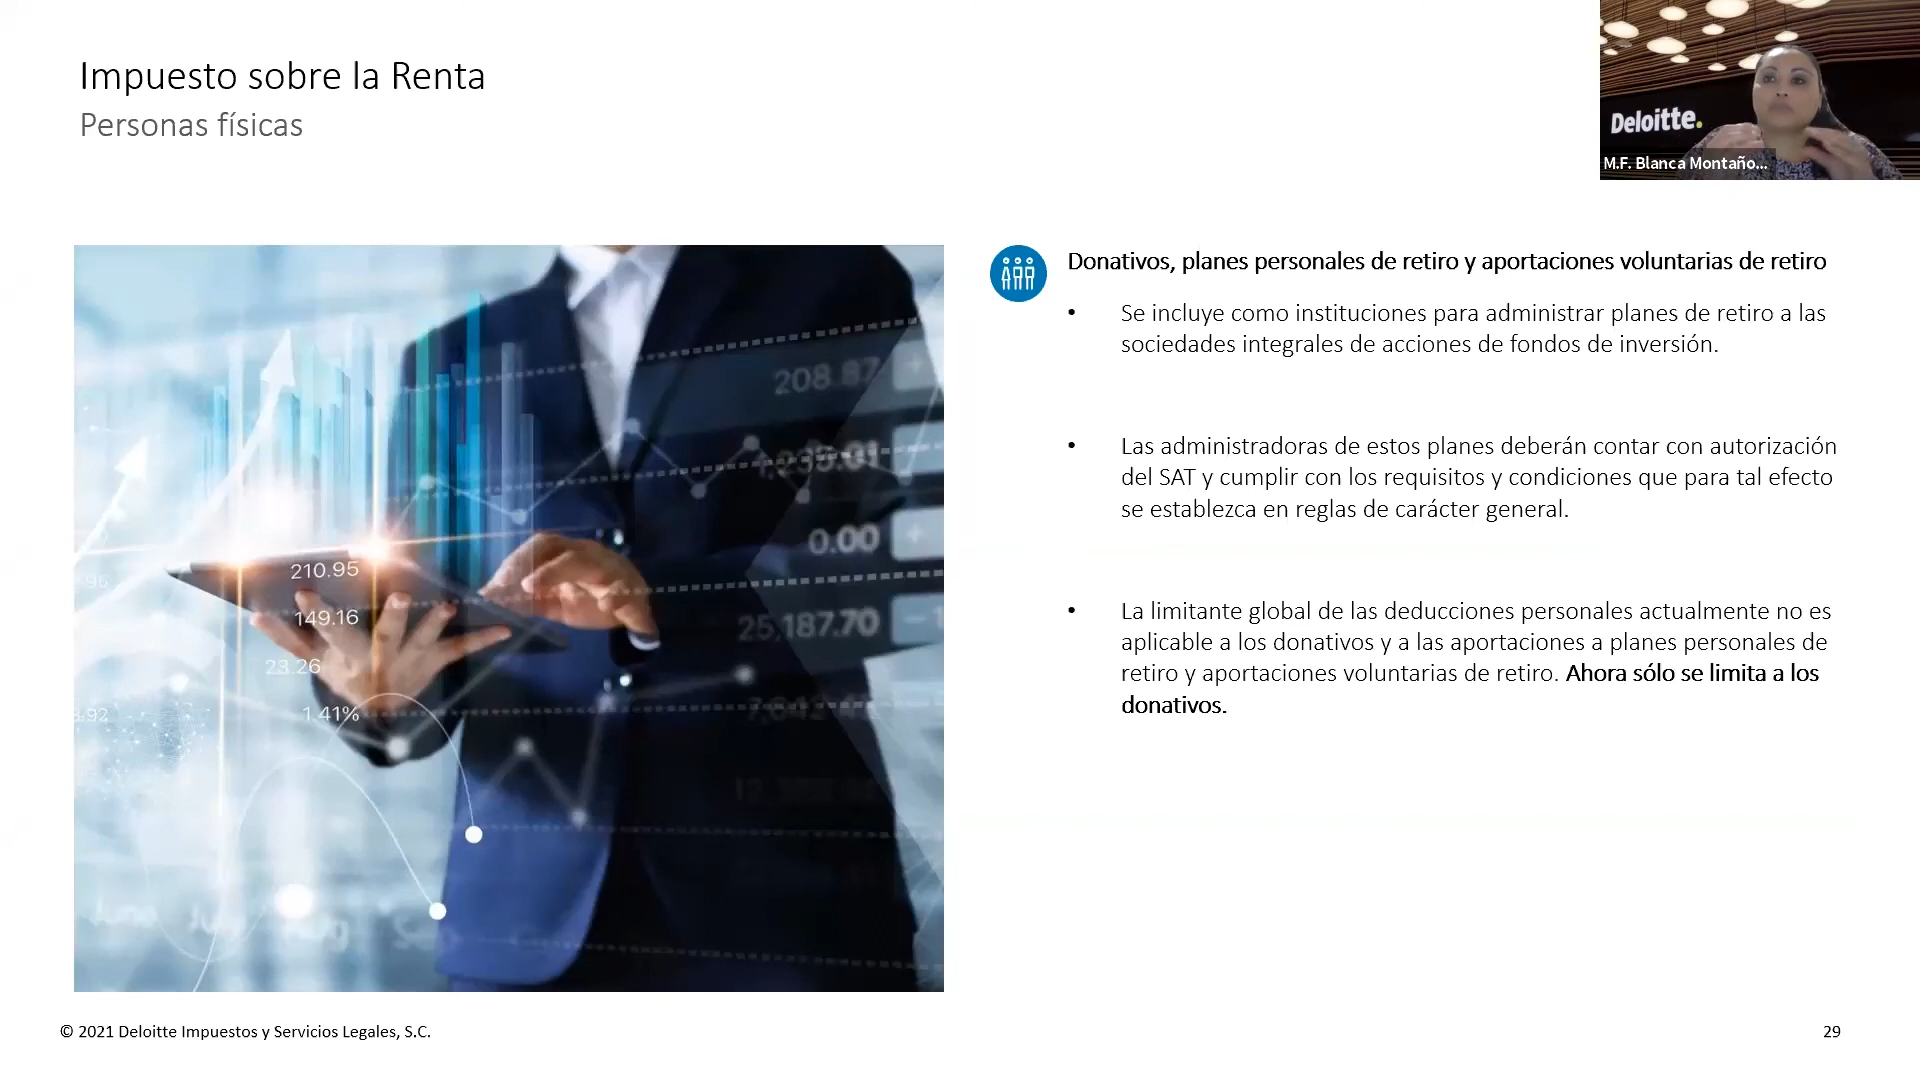 Impuesto sobre la Renta
Personas físicas
Deloitte.
M.F. Blanca Montaño...
Donativos, planes personales de retiro y aportaciones voluntarias de retiro
• Se incluye como instituciones para administrar planes de retiro a las
sociedades integrales de acciones de fondos de inversión.
• Las administradoras de estos planes deberán contar con autorización
del SAT y cumplir con los requisitos y condiciones que para tal efecto
se establezca en reglas de carácter general.
• La limitante global de las deducciones personales actualmente no es
aplicable a los donativos y a las aportaciones a planes personales de
retiro y aportaciones voluntarias de retiro. Ahora sólo se limita a los
donativos.
208.87
0.00
210.95
149.16
25,187.70
23.26
1.41%
© 2021 Deloitte Impuestos y Servicios Legales, S.C.
29